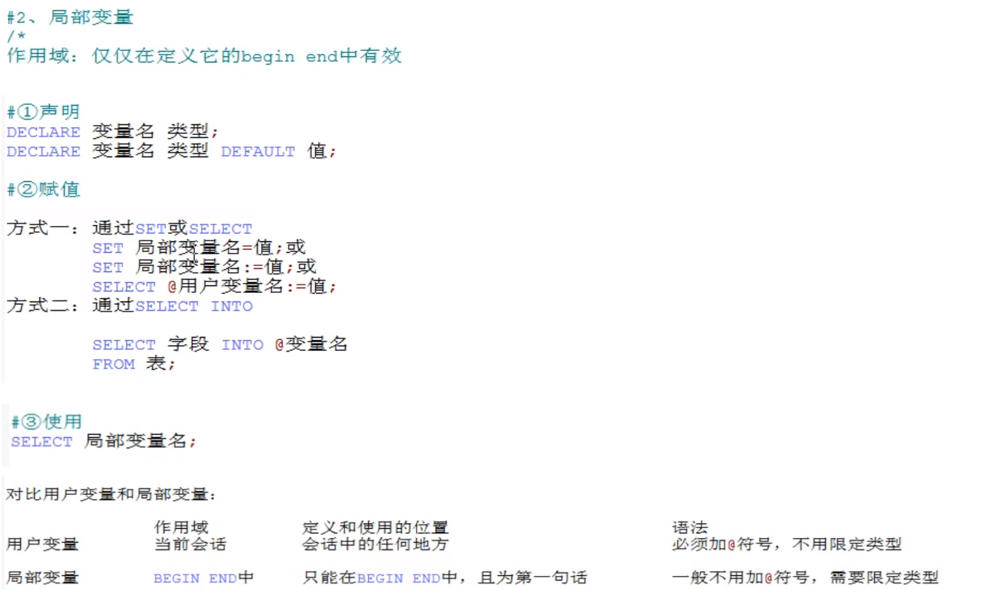 #2、局部变量
/*
作用域：仅仅在定义它的begin end中有效
#①声明
DECLARE 变量名 类型;
DECLARE 变量名 类型 DEFAULT 值;
#②赋值
方式一：通过SET或SELECT
SET 局部变量名=值;或
SET 局部变量名:=值;或
SELECT @用户变量名:=值;
方式二：通过SELECT INTO
SELECT 字段 INTO @变量名
FROM 表;
#③使用
SELECT 局部变量名;
对比用户变量和局部变量：
作用域 定义和使用的位置 语法
用户变量 当前会话 会话中的任何地方 必须加@符号，不用限定类型
局部变量 BEGIN END中 只能在BEGIN END中，且为第一句话 一般不用加@符号，需要限定类型